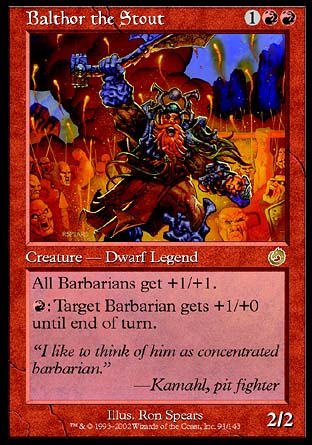 Balthor the Stout 1
RSPEARS
Creature — Dwarf Legend
All Barbarians get +1/+1.
: Target Barbarian gets +1/+0
until end of turn.
“I like to think of him as concentrated
barbarian.”
—Kamahl, pit fighter
Illus. Ron Spears
2/2
™ & © 1993–2002 Wizards of the Coast, Inc. 91/143